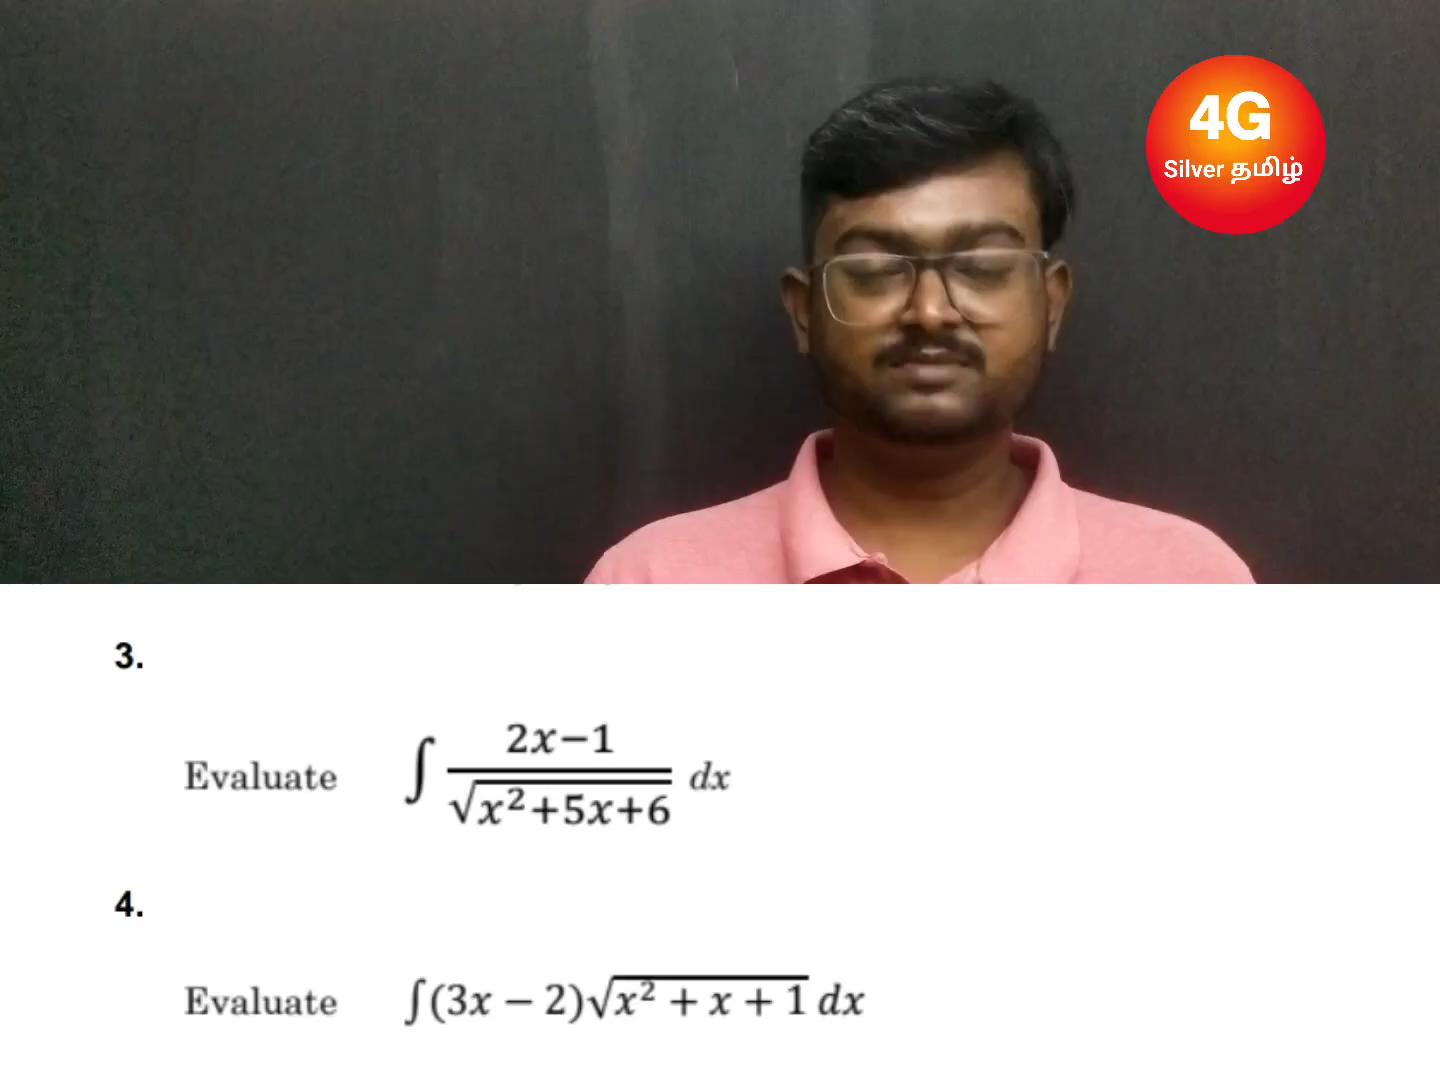 4G
Silver தமிழ்
3.
Evaluate ∫ (2x−1)/√(x²+5x+6) dx
4.
Evaluate ∫(3x − 2)√(x² + x + 1) dx